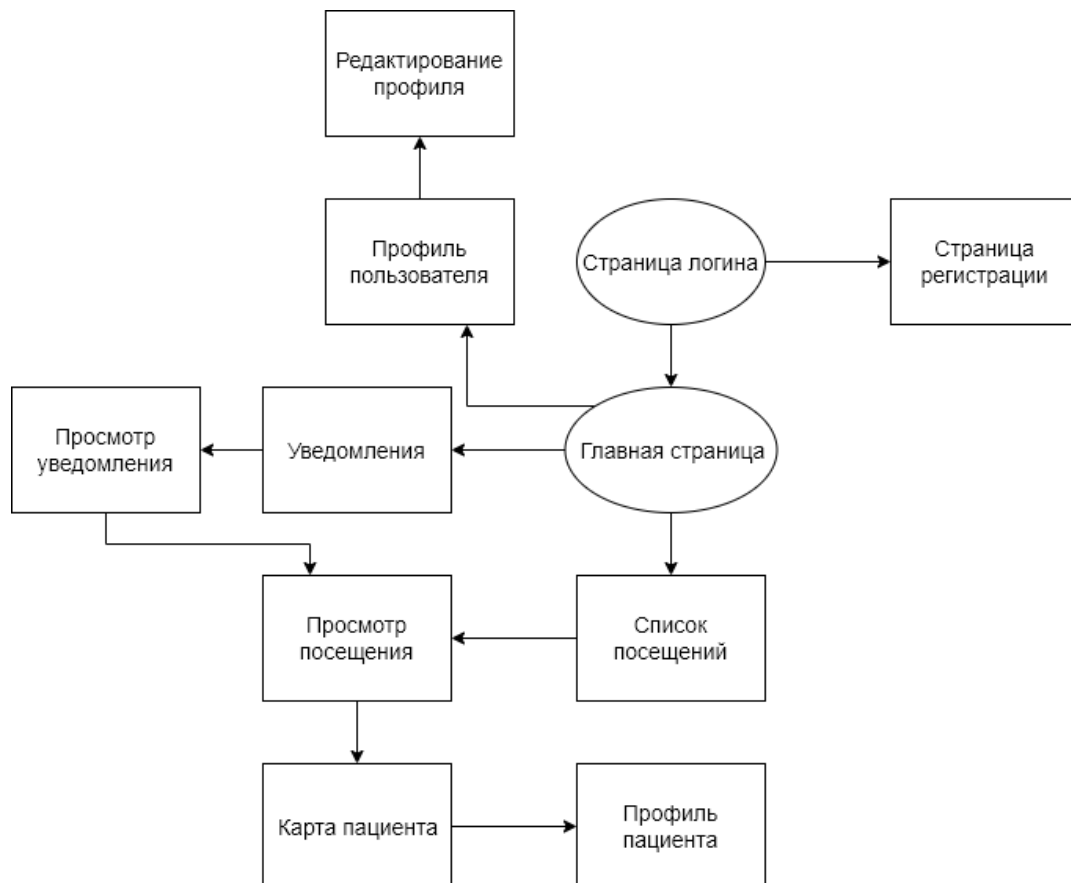 Редактирование
профиля
Профиль
пользователя
Страница логина
Страница
регистрации
Просмотр
уведомления
Уведомления
Главная страница
Просмотр
посещения
Список
посещений
Карта пациента
Профиль
пациента